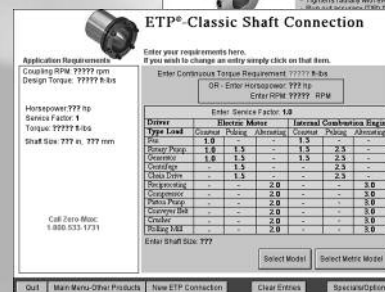 ETP®-Classic Shaft Connection
Application Requirements
Coupling RPM: ????? rpm
Design Torque: ????? ft-lbs
Horsepower: ??? hp
Service Factor: 1
Torque: ????? ft-lbs
Shaft Size: ??? in, ??? mm
Call Zero-Max:
1-800-533-1731
Enter your requirements here.
If you wish to change an entry simply click on that item.
Enter Continuous Torque Requirement ????? ft-lbs
OR - Enter Horsepower: ??? hp
Enter RPM: ????? RPM
Enter Service Factor: 1.0
Driver Electric Motor Internal Combustion Engin
Type Load Constant Pulsing Alternating Constant Pulsing Alternating
Fan 1.0 - - 1.5 - -
Rotary Pump 1.0 1.5 - 1.5 2.5 -
Generator 1.0 1.5 - 1.5 2.5 -
Centrifuge - 1.5 - - 2.5 -
Chain Drive - 1.5 - - 2.5 -
Reciprocating - - 2.0 - - 3.0
Compressor - - 2.0 - - 3.0
Piston Pump - - 2.0 - - 3.0
Conveyor Belt - - 2.0 - - 3.0
Crusher - - 2.0 - - 3.0
Rolling Mill - - 2.0 - - 3.0
Enter Shaft Size: ???
Select Model Select Metric Model
Quit Main Menu-Other Products New ETP Connection Clear Entries Specials/Option